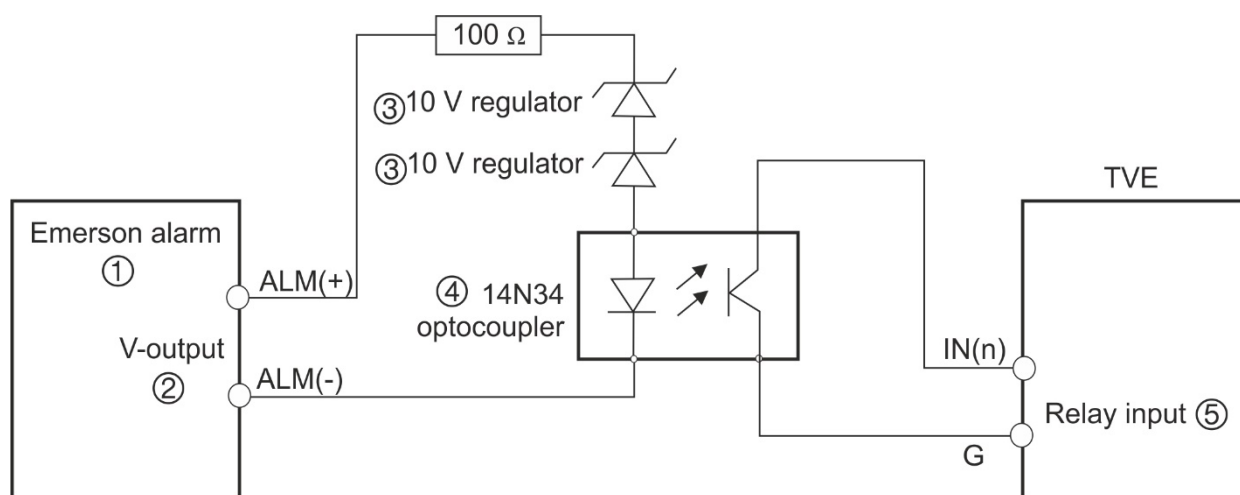 100 Ω
③10 V regulator
③10 V regulator
TVE
Emerson alarm
①
ALM(+)
④ 14N34
optocoupler
V-output
②
ALM(-)
IN(n)
Relay input ⑤
G